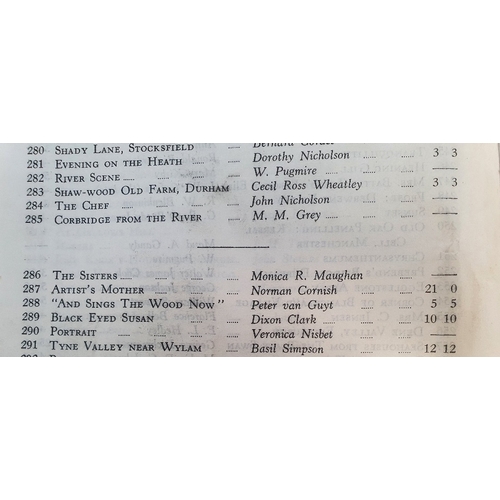 280 SHADY LANE, STOCKSFIELD ...... Bernard
281 EVENING ON THE HEATH ...... ...... Dorothy Nicholson ...... ...... 3 3
282 RIVER SCENE ...... ...... ...... ...... W. Pugmire ...... ...... —
283 SHAW-WOOD OLD FARM, DURHAM Cecil Ross Wheatley ...... 3 3
284 THE CHEF ...... ...... ...... ...... John Nicholson ...... ...... —
285 CORBRIDGE FROM THE RIVER ...... M. M. Grey ...... ...... —
286 THE SISTERS ...... ...... ...... ...... Monica R. Maughan —
287 ARTIST'S MOTHER ...... ...... ...... Norman Cornish ...... 21 0
288 "AND SINGS THE WOOD NOW" ...... Peter van Guyt ...... 5 5
289 BLACK EYED SUSAN ...... ...... Dixon Clark ...... ...... 10 10
290 PORTRAIT ...... ...... ...... ...... Veronica Nisbet ...... —
291 TYNE VALLEY NEAR WYLAM ...... Basil Simpson ...... ...... 12 12